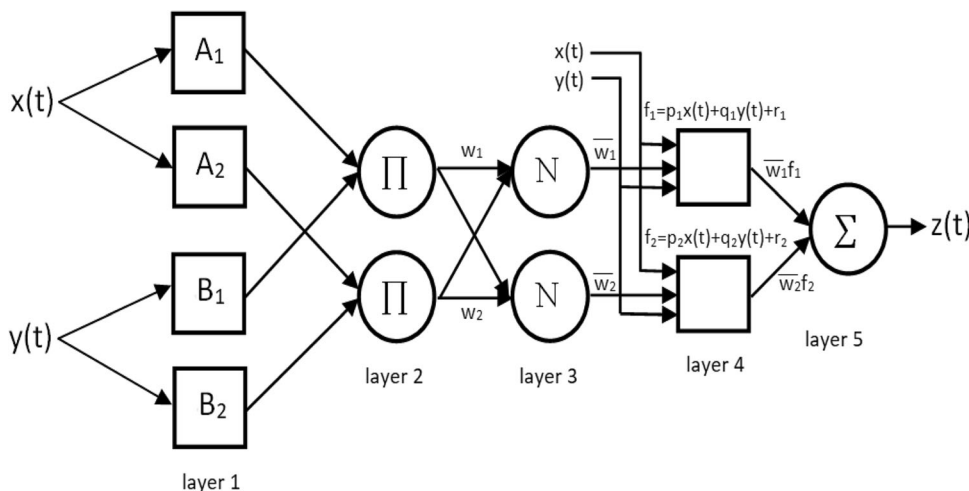 x(t)
y(t)
A₁
A₂
B₁
B₂
layer 1
∏
∏
layer 2
w₁
w₂
N
N
layer 3
w̅₁
w̅₂
x(t)
y(t)
f₁=p₁x(t)+q₁y(t)+r₁
f₂=p₂x(t)+q₂y(t)+r₂
layer 4
w̅₁f₁
w̅₂f₂
Σ
layer 5
z(t)